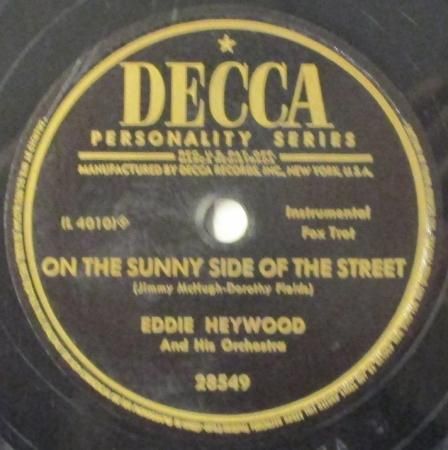 DECCA
PERSONALITY SERIES
MANUFACTURED BY DECCA RECORDS, INC., NEW YORK, U.S.A.
(L 4010)
Instrumental
Fox Trot
ON THE SUNNY SIDE OF THE STREET
(Jimmy McHugh-Dorothy Fields)
EDDIE HEYWOOD
And His Orchestra
28549